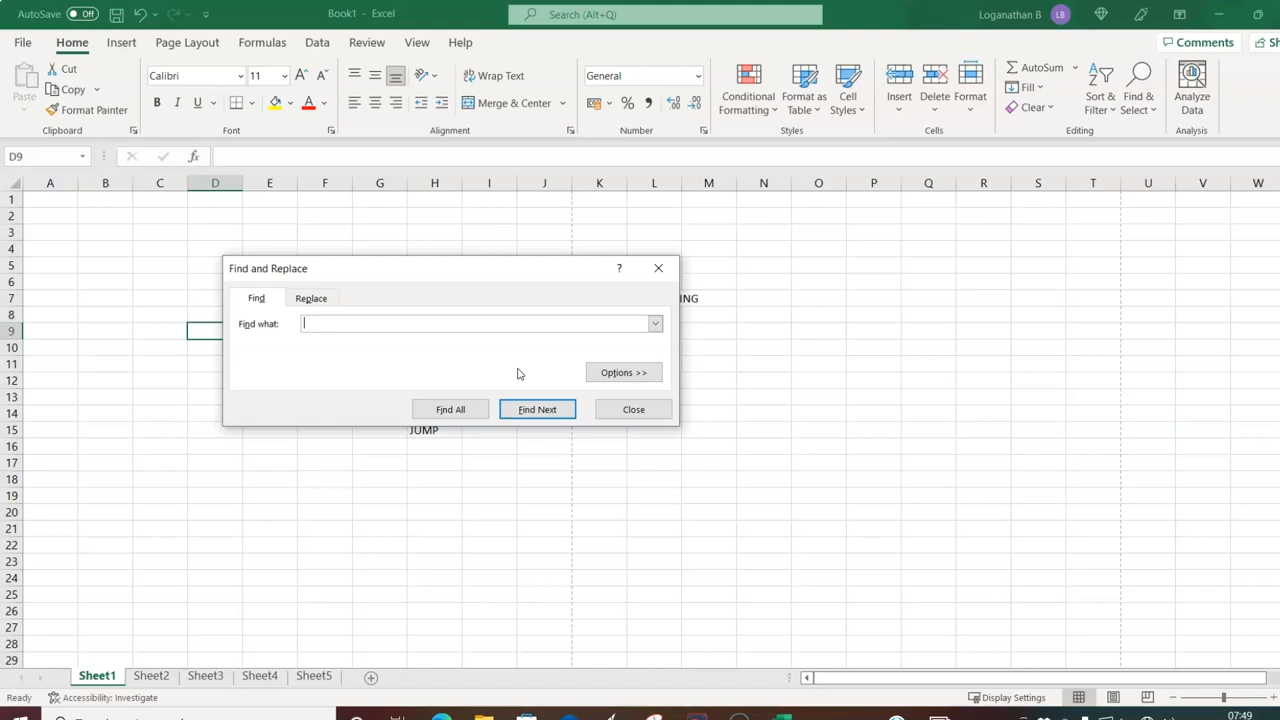 AutoSave Off Book1 - Excel Search (Alt+Q) Loganathan B LB
File Home Insert Page Layout Formulas Data Review View Help Comments
Paste Cut Copy Format Painter
Calibri 11 B I U A
Wrap Text Merge & Center
General % 
Conditional Formatting Format as Table Cell Styles
Insert Delete Format
AutoSum Fill Clear Sort & Filter Find & Select
Analyze Data
Clipboard Font Alignment Number Styles Cells Editing Analysis
D9 fx
A B C D E F G H I J K L M N O P Q R S T U V W
1
2
3
4
5
6
7 ING
8
9
10
11
12
13
14
15 JUMP
16
17
18
19
20
21
22
23
24
25
26
27
28
29
Find and Replace ?
Find Replace
Find what:
Options >>
Find All Find Next Close
Sheet1 Sheet2 Sheet3 Sheet4 Sheet5
Ready Accessibility: Investigate Display Settings
07:49